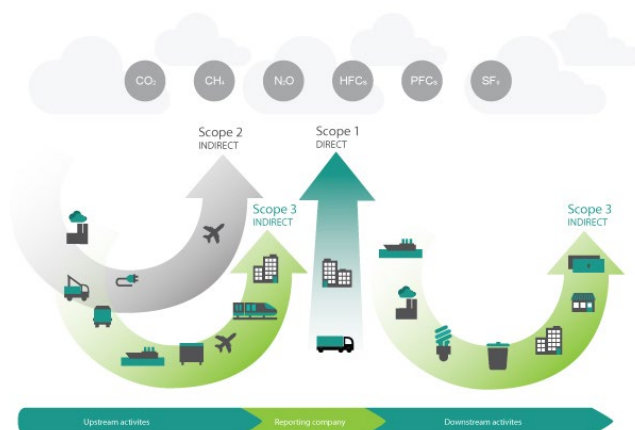 CO₂
CH₄
N₂O
HFCs
PFCs
SF₆
Scope 2
INDIRECT
Scope 1
DIRECT
Scope 3
INDIRECT
Scope 3
INDIRECT
Upstream activites
Reporting company
Downstream activites